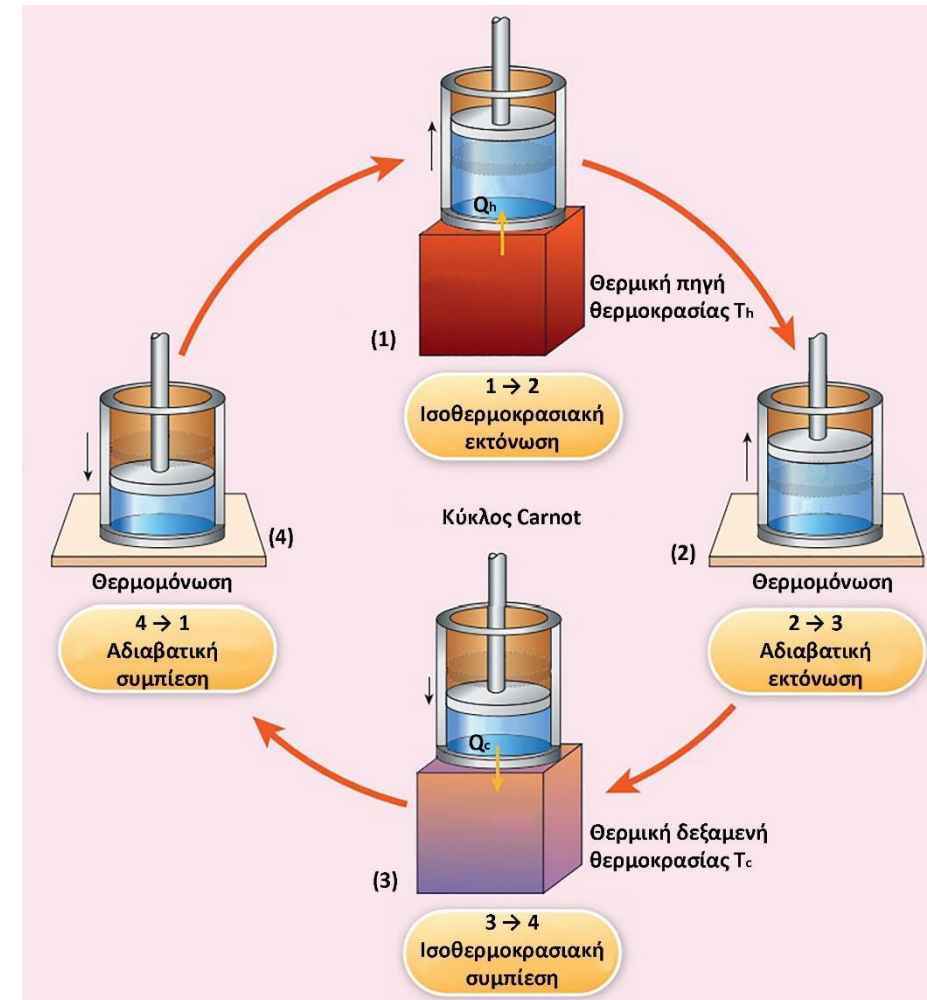 Qh
Θερμική πηγή
θερμοκρασίας Th
(1)
1 → 2
Ισοθερμοκρασιακή
εκτόνωση
(4)
Θερμομόνωση
4 → 1
Αδιαβατική
συμπίεση
Κύκλος Carnot
(2)
Θερμομόνωση
2 → 3
Αδιαβατική
εκτόνωση
Qc
Θερμική δεξαμενή
θερμοκρασίας Tc
(3)
3 → 4
Ισοθερμοκρασιακή
συμπίεση